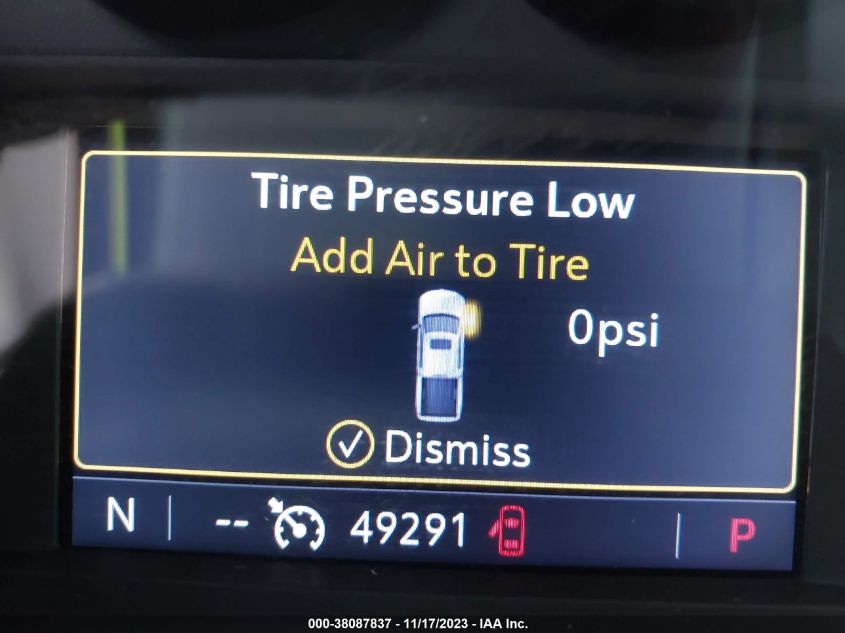 Tire Pressure Low
Add Air to Tire
0psi
Dismiss
N -- 49291 P
000-38087837 - 11/17/2023 - IAA Inc.